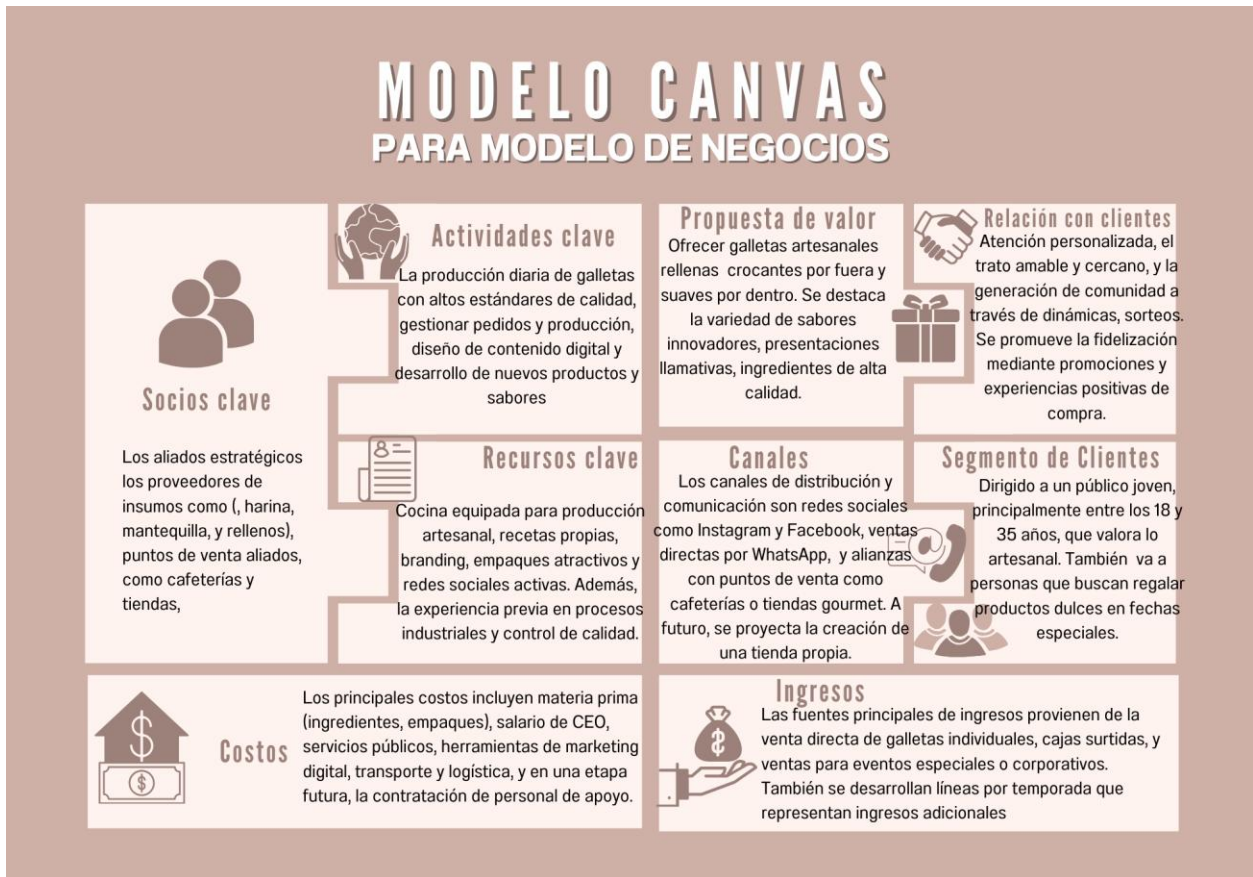 MODELO CANVAS
PARA MODELO DE NEGOCIOS
Socios clave
Los aliados estratégicos
los proveedores de
insumos como (, harina,
mantequilla, y rellenos),
puntos de venta aliados,
como cafeterías y
tiendas,
Actividades clave
La producción diaria de galletas
con altos estándares de calidad,
gestionar pedidos y producción,
diseño de contenido digital y
desarrollo de nuevos productos y
sabores
Recursos clave
Cocina equipada para producción
artesanal, recetas propias,
branding, empaques atractivos y
redes sociales activas. Además,
la experiencia previa en procesos
industriales y control de calidad.
Propuesta de valor
Ofrecer galletas artesanales
rellenas crocantes por fuera y
suaves por dentro. Se destaca
la variedad de sabores
innovadores, presentaciones
llamativas, ingredientes de alta
calidad.
Relación con clientes
Atención personalizada, el
trato amable y cercano, y la
generación de comunidad a
través de dinámicas, sorteos.
Se promueve la fidelización
mediante promociones y
experiencias positivas de
compra.
Canales
Los canales de distribución y
comunicación son redes sociales
como Instagram y Facebook, ventas
directas por WhatsApp, y alianzas
con puntos de venta como
cafeterías o tiendas gourmet. A
futuro, se proyecta la creación de
una tienda propia.
Segmento de Clientes
Dirigido a un público joven,
principalmente entre los 18 y
35 años, que valora lo
artesanal. También va a
personas que buscan regalar
productos dulces en fechas
especiales.
Costos
Los principales costos incluyen materia prima
(ingredientes, empaques), salario de CEO,
servicios públicos, herramientas de marketing
digital, transporte y logística, y en una etapa
futura, la contratación de personal de apoyo.
Ingresos
Las fuentes principales de ingresos provienen de la
venta directa de galletas individuales, cajas surtidas, y
ventas para eventos especiales o corporativos.
También se desarrollan líneas por temporada que
representan ingresos adicionales